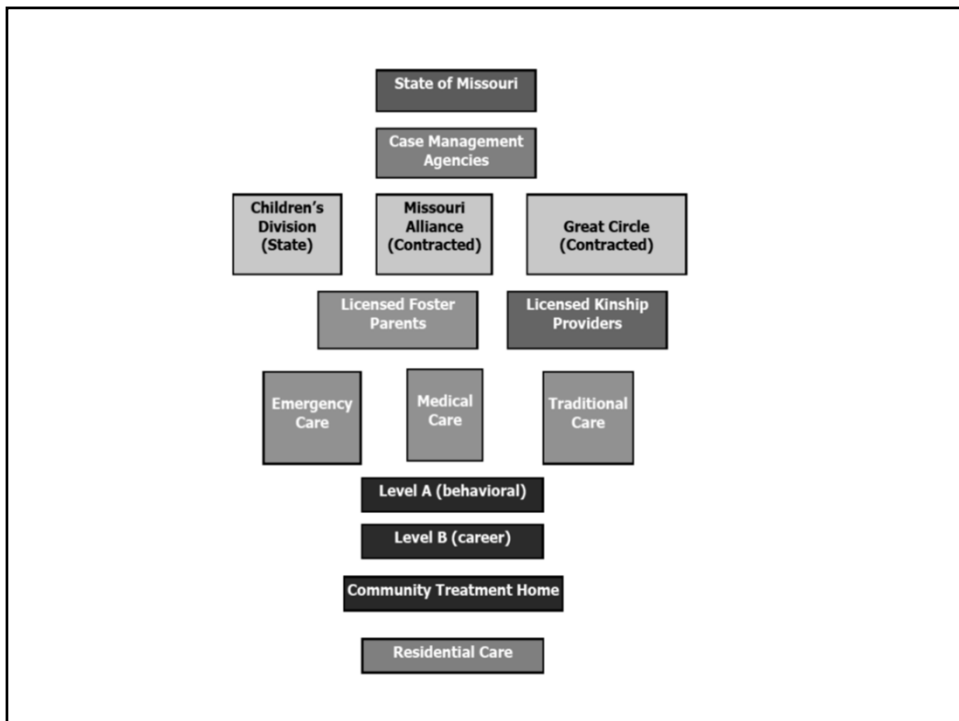 State of Missouri
Case Management
Agencies
Children's
Division
(State)
Missouri
Alliance
(Contracted)
Great Circle
(Contracted)
Licensed Foster
Parents
Licensed Kinship
Providers
Emergency
Care
Medical
Care
Traditional
Care
Level A (behavioral)
Level B (career)
Community Treatment Home
Residential Care